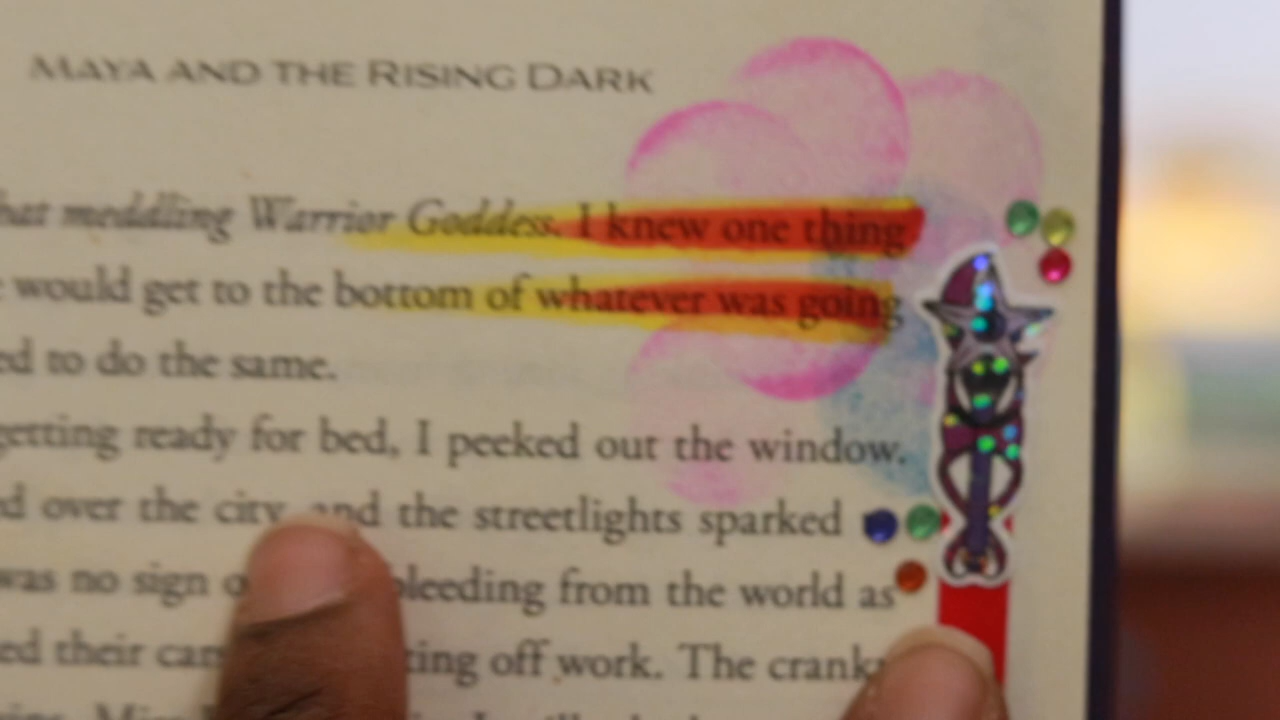 MAYA AND THE RISING DARK
hat meddling Warrior Goddess. I knew one thing
would get to the bottom of whatever was going
ed to do the same.
getting ready for bed, I peeked out the window.
ed over the city, and the streetlights sparked
was no sign bleeding from the world as
ed their car ting off work. The crank